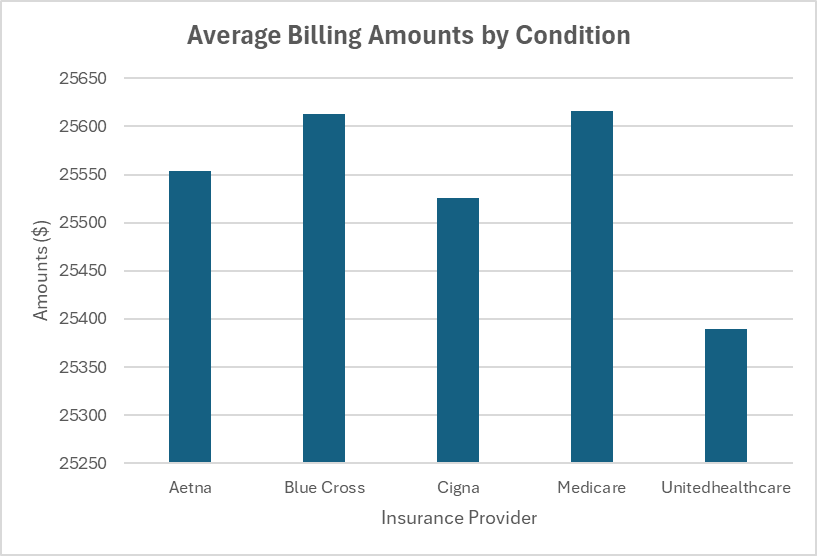 Average Billing Amounts by Condition
25650
25600
25550
25500
25450
25400
25350
25300
25250
Amounts ($)
Aetna
Blue Cross
Cigna
Medicare
Unitedhealthcare
Insurance Provider